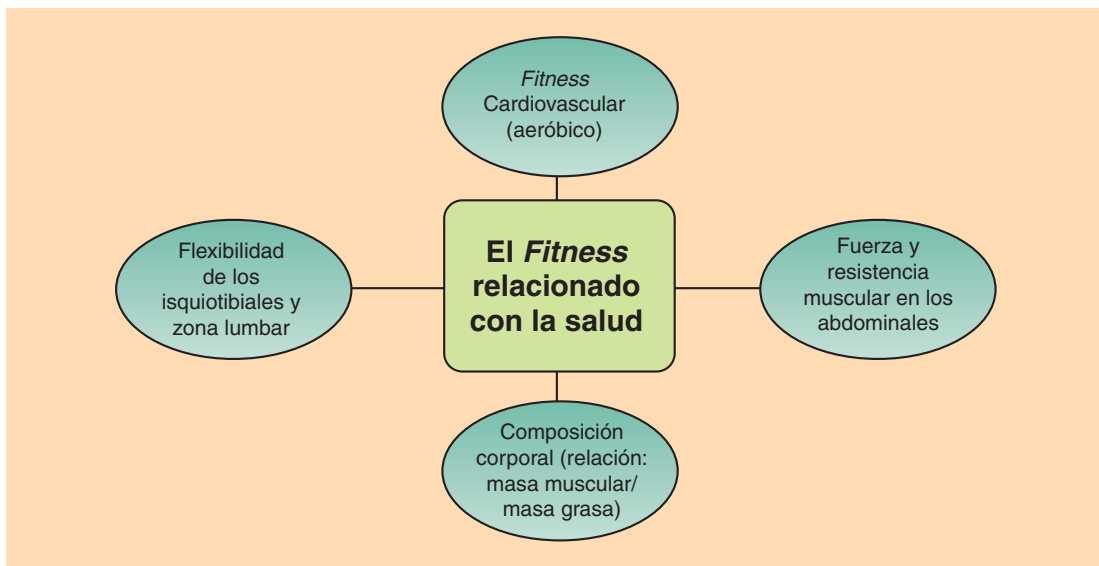 Fitness
Cardiovascular
(aeróbico)
Flexibilidad
de los
isquiotibiales y
zona lumbar
El Fitness
relacionado
con la salud
Fuerza y
resistencia
muscular en los
abdominales
Composición
corporal (relación:
masa muscular/
masa grasa)